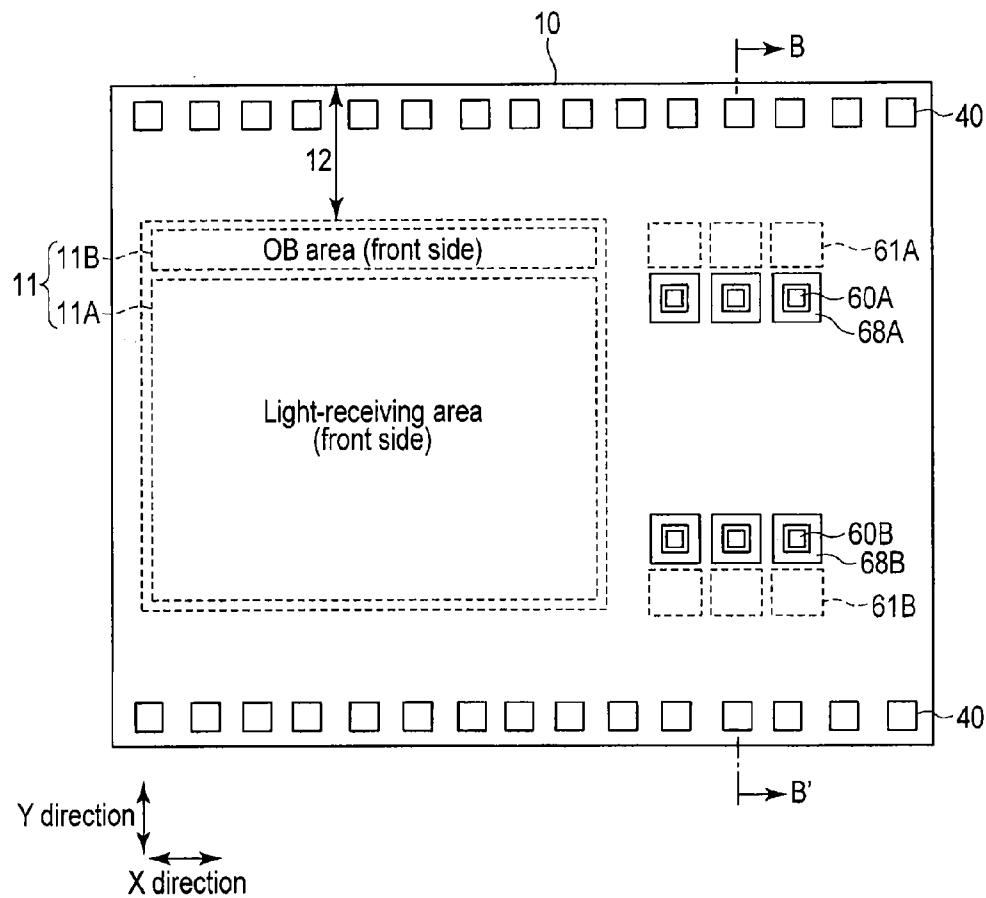 10
B
40
12
11
11B
OB area (front side)
61A
11A
60A
68A
Light-receiving area
(front side)
60B
68B
61B
40
B'
Y direction
X direction